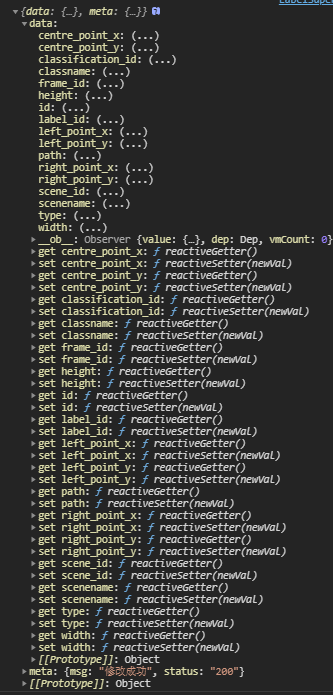 {data: {…}, meta: {…}}
data:
centre_point_x: (...)
centre_point_y: (...)
classification_id: (...)
classname: (...)
frame_id: (...)
height: (...)
id: (...)
label_id: (...)
left_point_x: (...)
left_point_y: (...)
path: (...)
right_point_x: (...)
right_point_y: (...)
scene_id: (...)
scenename: (...)
type: (...)
width: (...)
__ob__: Observer {value: {…}, dep: Dep, vmCount: 0}
get centre_point_x: ƒ reactiveGetter()
set centre_point_x: ƒ reactiveSetter(newVal)
get centre_point_y: ƒ reactiveGetter()
set centre_point_y: ƒ reactiveSetter(newVal)
get classification_id: ƒ reactiveGetter()
set classification_id: ƒ reactiveSetter(newVal)
get classname: ƒ reactiveGetter()
set classname: ƒ reactiveSetter(newVal)
get frame_id: ƒ reactiveGetter()
set frame_id: ƒ reactiveSetter(newVal)
get height: ƒ reactiveGetter()
set height: ƒ reactiveSetter(newVal)
get id: ƒ reactiveGetter()
set id: ƒ reactiveSetter(newVal)
get label_id: ƒ reactiveGetter()
set label_id: ƒ reactiveSetter(newVal)
get left_point_x: ƒ reactiveGetter()
set left_point_x: ƒ reactiveSetter(newVal)
get left_point_y: ƒ reactiveGetter()
set left_point_y: ƒ reactiveSetter(newVal)
get path: ƒ reactiveGetter()
set path: ƒ reactiveSetter(newVal)
get right_point_x: ƒ reactiveGetter()
set right_point_x: ƒ reactiveSetter(newVal)
get right_point_y: ƒ reactiveGetter()
set right_point_y: ƒ reactiveSetter(newVal)
get scene_id: ƒ reactiveGetter()
set scene_id: ƒ reactiveSetter(newVal)
get scenename: ƒ reactiveGetter()
set scenename: ƒ reactiveSetter(newVal)
get type: ƒ reactiveGetter()
set type: ƒ reactiveSetter(newVal)
get width: ƒ reactiveGetter()
set width: ƒ reactiveSetter(newVal)
[[Prototype]]: Object
meta: {msg: "修改成功", status: "200"}
[[Prototype]]: Object